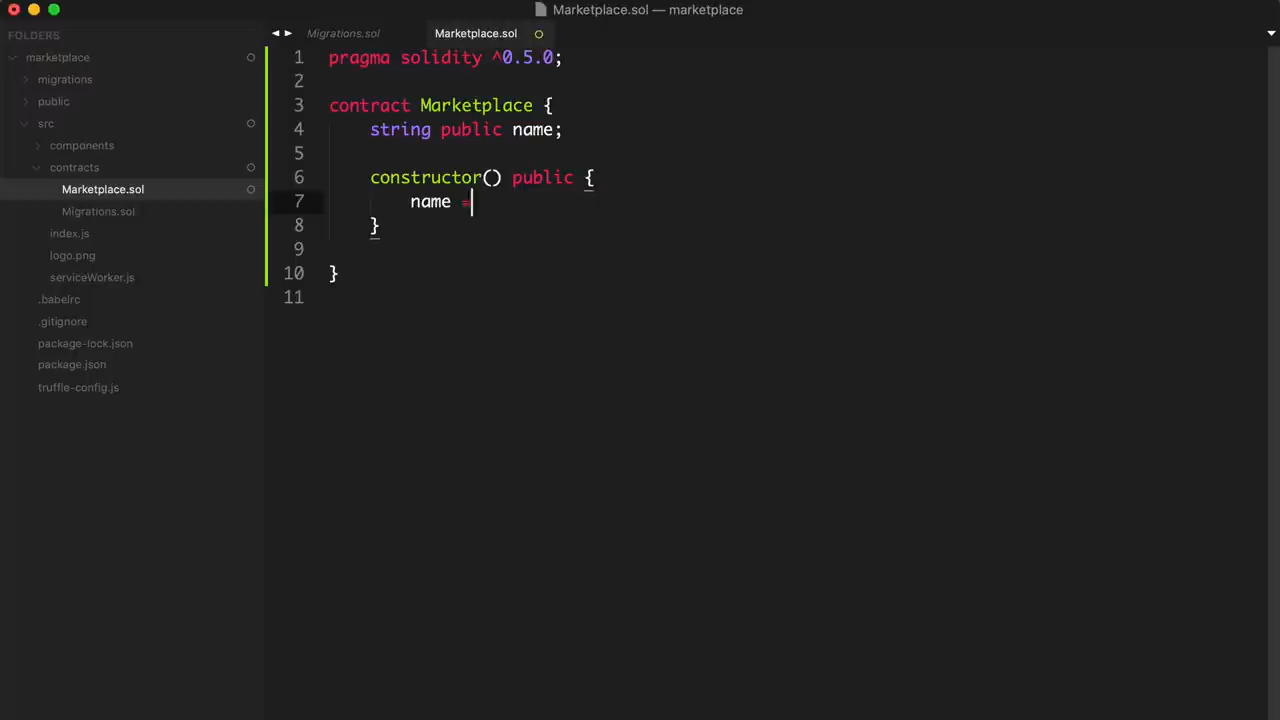 Marketplace.sol — marketplace
FOLDERS
marketplace
migrations
public
src
components
contracts
Marketplace.sol
Migrations.sol
index.js
logo.png
serviceWorker.js
.babelrc
.gitignore
package-lock.json
package.json
truffle-config.js
Migrations.sol Marketplace.sol
1 pragma solidity ^0.5.0;
2
3 contract Marketplace {
4 string public name;
5
6 constructor() public {
7 name =
8 }
9
10 }
11